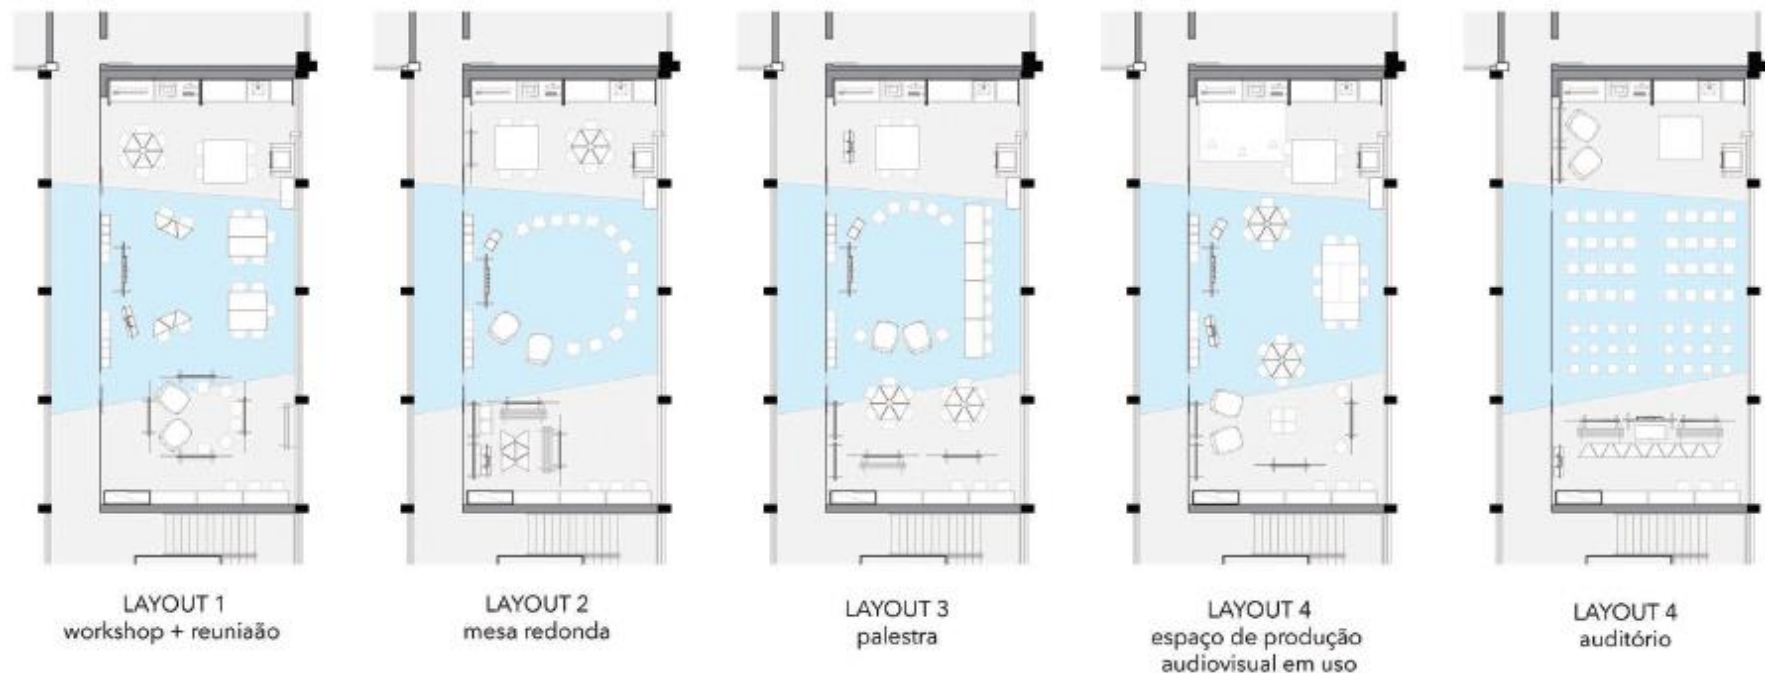 LAYOUT 1
workshop + reuniaão
LAYOUT 2
mesa redonda
LAYOUT 3
palestra
LAYOUT 4
espaço de produção
audiovisual em uso
LAYOUT 4
auditório